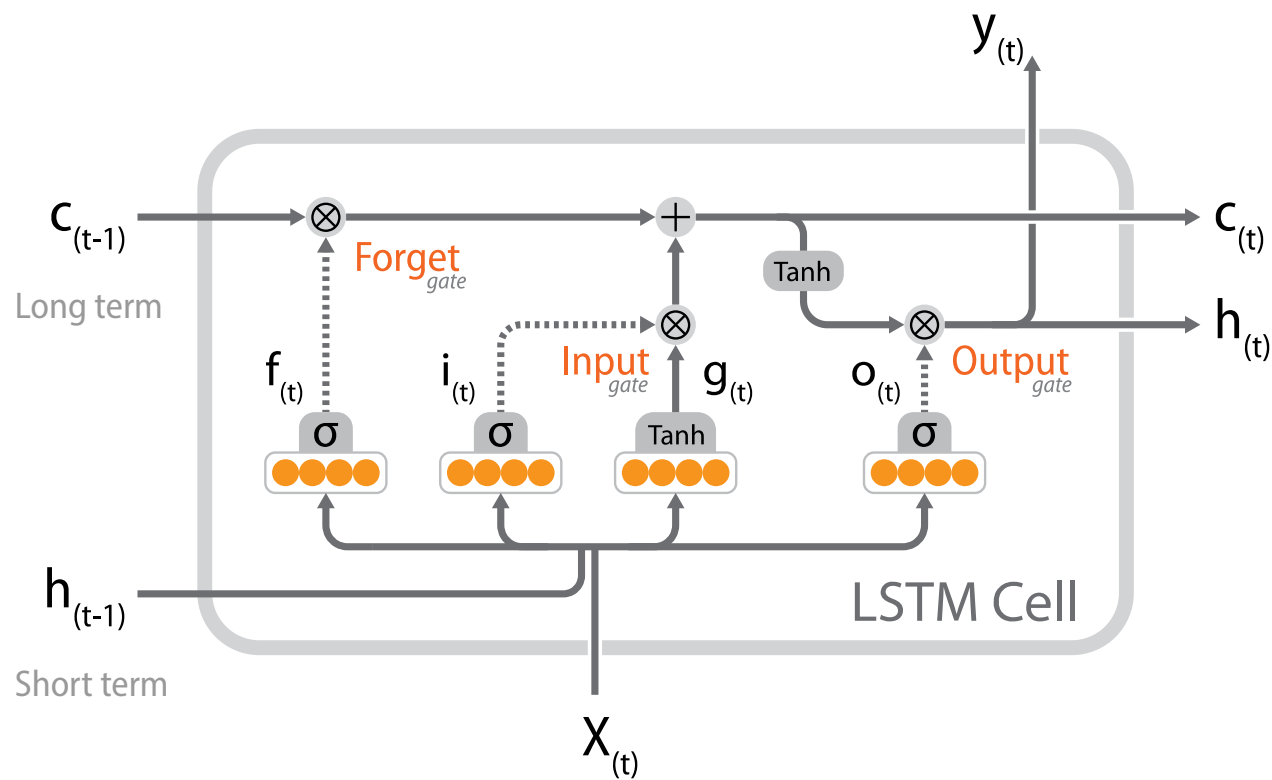 y(t)
c(t-1)
c(t)
Forget
gate
Tanh
Long term
h(t)
f(t)
i(t)
Input
gate
g(t)
o(t)
Output
gate
σ
σ
Tanh
σ
h(t-1)
LSTM Cell
Short term
X(t)